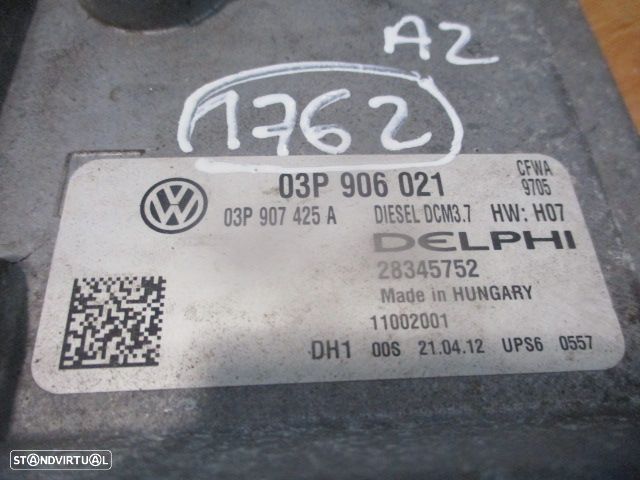 A2
1762
03P 906 021
CFWA
9705
03P 907 425 A DIESEL DCM3.7 HW: H07
DELPHI
28345752
Made in HUNGARY
11002001
DH1 00S 21.04.12 UPS6 0557
STANDVIRTUAL